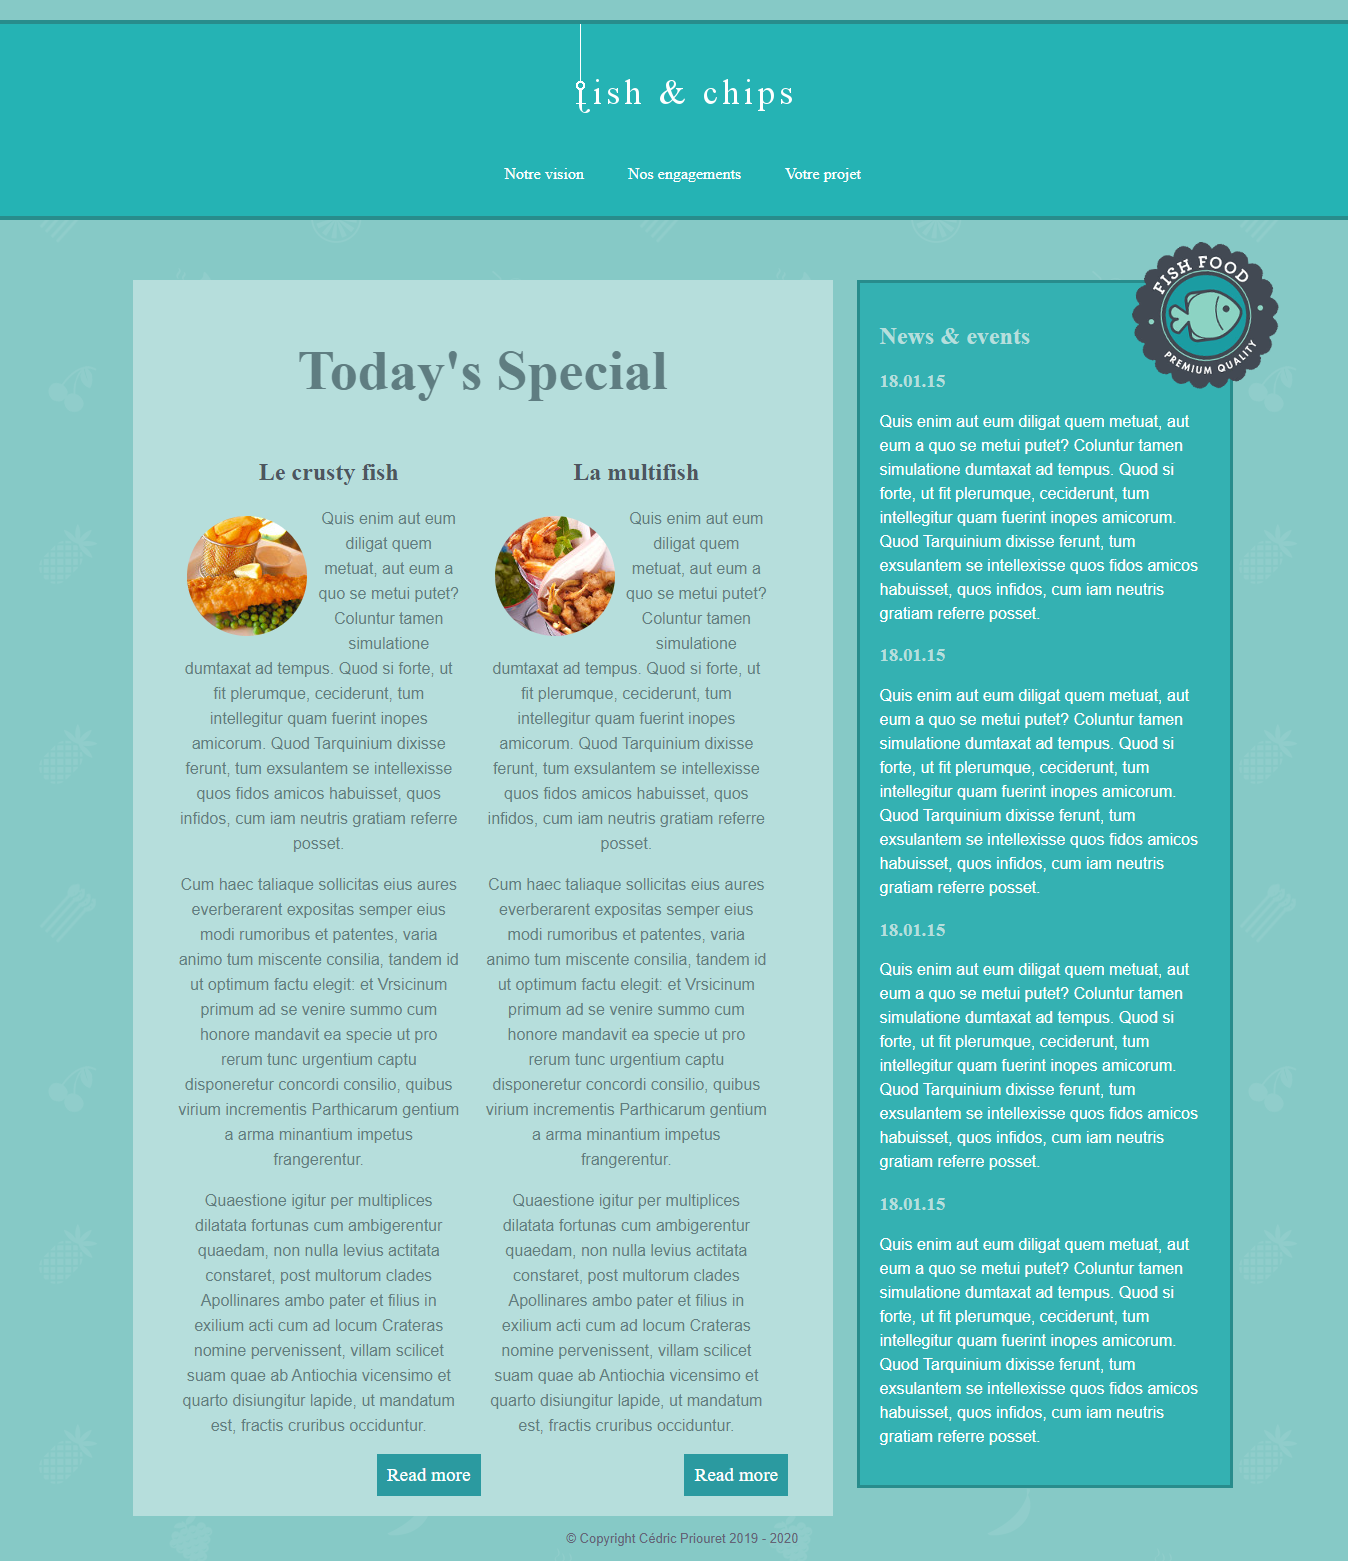 fish & chips
Notre vision
Nos engagements
Votre projet
FISH FOOD
PREMIUM QUALITY
Today's Special
Le crusty fish
Quis enim aut eum
diligat quem
metuat, aut eum a
quo se metui putet?
Coluntur tamen
simulatione
dumtaxat ad tempus. Quod si forte, ut
fit plerumque, ceciderunt, tum
intellegitur quam fuerint inopes
amicorum. Quod Tarquinium dixisse
ferunt, tum exsulantem se intellexisse
quos fidos amicos habuisset, quos
infidos, cum iam neutris gratiam referre
posset.
Cum haec taliaque sollicitas eius aures
everberarent expositas semper eius
modi rumoribus et patentes, varia
animo tum miscente consilia, tandem id
ut optimum factu elegit: et Vrsicinum
primum ad se venire summo cum
honore mandavit ea specie ut pro
rerum tunc urgentium captu
disponeretur concordi consilio, quibus
virium incrementis Parthicarum gentium
a arma minantium impetus
frangerentur.
Quaestione igitur per multiplices
dilatata fortunas cum ambigerentur
quaedam, non nulla levius actitata
constaret, post multorum clades
Apollinares ambo pater et filius in
exilium acti cum ad locum Crateras
nomine pervenissent, villam scilicet
suam quae ab Antiochia vicensimo et
quarto disiungitur lapide, ut mandatum
est, fractis cruribus occiduntur.
Read more
La multifish
Quis enim aut eum
diligat quem
metuat, aut eum a
quo se metui putet?
Coluntur tamen
simulatione
dumtaxat ad tempus. Quod si forte, ut
fit plerumque, ceciderunt, tum
intellegitur quam fuerint inopes
amicorum. Quod Tarquinium dixisse
ferunt, tum exsulantem se intellexisse
quos fidos amicos habuisset, quos
infidos, cum iam neutris gratiam referre
posset.
Cum haec taliaque sollicitas eius aures
everberarent expositas semper eius
modi rumoribus et patentes, varia
animo tum miscente consilia, tandem id
ut optimum factu elegit: et Vrsicinum
primum ad se venire summo cum
honore mandavit ea specie ut pro
rerum tunc urgentium captu
disponeretur concordi consilio, quibus
virium incrementis Parthicarum gentium
a arma minantium impetus
frangerentur.
Quaestione igitur per multiplices
dilatata fortunas cum ambigerentur
quaedam, non nulla levius actitata
constaret, post multorum clades
Apollinares ambo pater et filius in
exilium acti cum ad locum Crateras
nomine pervenissent, villam scilicet
suam quae ab Antiochia vicensimo et
quarto disiungitur lapide, ut mandatum
est, fractis cruribus occiduntur.
Read more
News & events
18.01.15
Quis enim aut eum diligat quem metuat, aut
eum a quo se metui putet? Coluntur tamen
simulatione dumtaxat ad tempus. Quod si
forte, ut fit plerumque, ceciderunt, tum
intellegitur quam fuerint inopes amicorum.
Quod Tarquinium dixisse ferunt, tum
exsulantem se intellexisse quos fidos amicos
habuisset, quos infidos, cum iam neutris
gratiam referre posset.
18.01.15
Quis enim aut eum diligat quem metuat, aut
eum a quo se metui putet? Coluntur tamen
simulatione dumtaxat ad tempus. Quod si
forte, ut fit plerumque, ceciderunt, tum
intellegitur quam fuerint inopes amicorum.
Quod Tarquinium dixisse ferunt, tum
exsulantem se intellexisse quos fidos amicos
habuisset, quos infidos, cum iam neutris
gratiam referre posset.
18.01.15
Quis enim aut eum diligat quem metuat, aut
eum a quo se metui putet? Coluntur tamen
simulatione dumtaxat ad tempus. Quod si
forte, ut fit plerumque, ceciderunt, tum
intellegitur quam fuerint inopes amicorum.
Quod Tarquinium dixisse ferunt, tum
exsulantem se intellexisse quos fidos amicos
habuisset, quos infidos, cum iam neutris
gratiam referre posset.
18.01.15
Quis enim aut eum diligat quem metuat, aut
eum a quo se metui putet? Coluntur tamen
simulatione dumtaxat ad tempus. Quod si
forte, ut fit plerumque, ceciderunt, tum
intellegitur quam fuerint inopes amicorum.
Quod Tarquinium dixisse ferunt, tum
exsulantem se intellexisse quos fidos amicos
habuisset, quos infidos, cum iam neutris
gratiam referre posset.
© Copyright Cédric Priouret 2019 - 2020